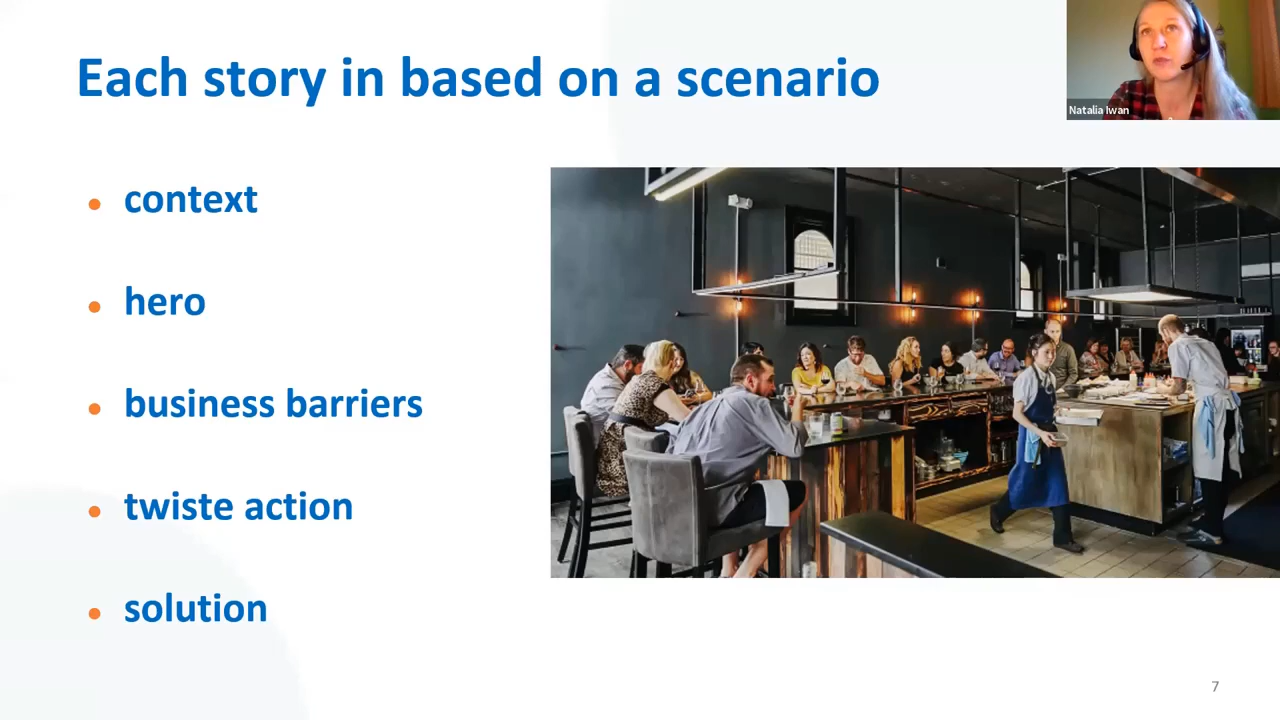 Each story in based on a scenario
Natalia Iwan
context
hero
business barriers
twiste action
solution
7